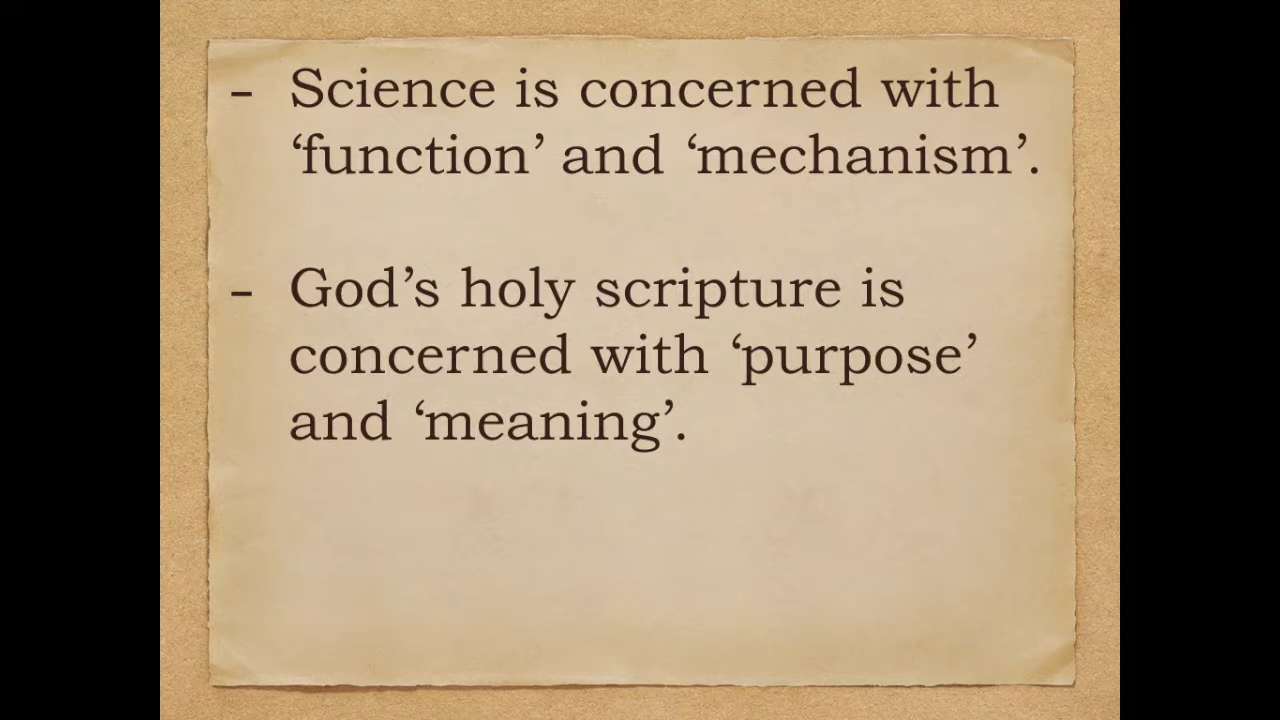 - Science is concerned with
‘function’ and ‘mechanism’.
- God’s holy scripture is
concerned with ‘purpose’
and ‘meaning’.